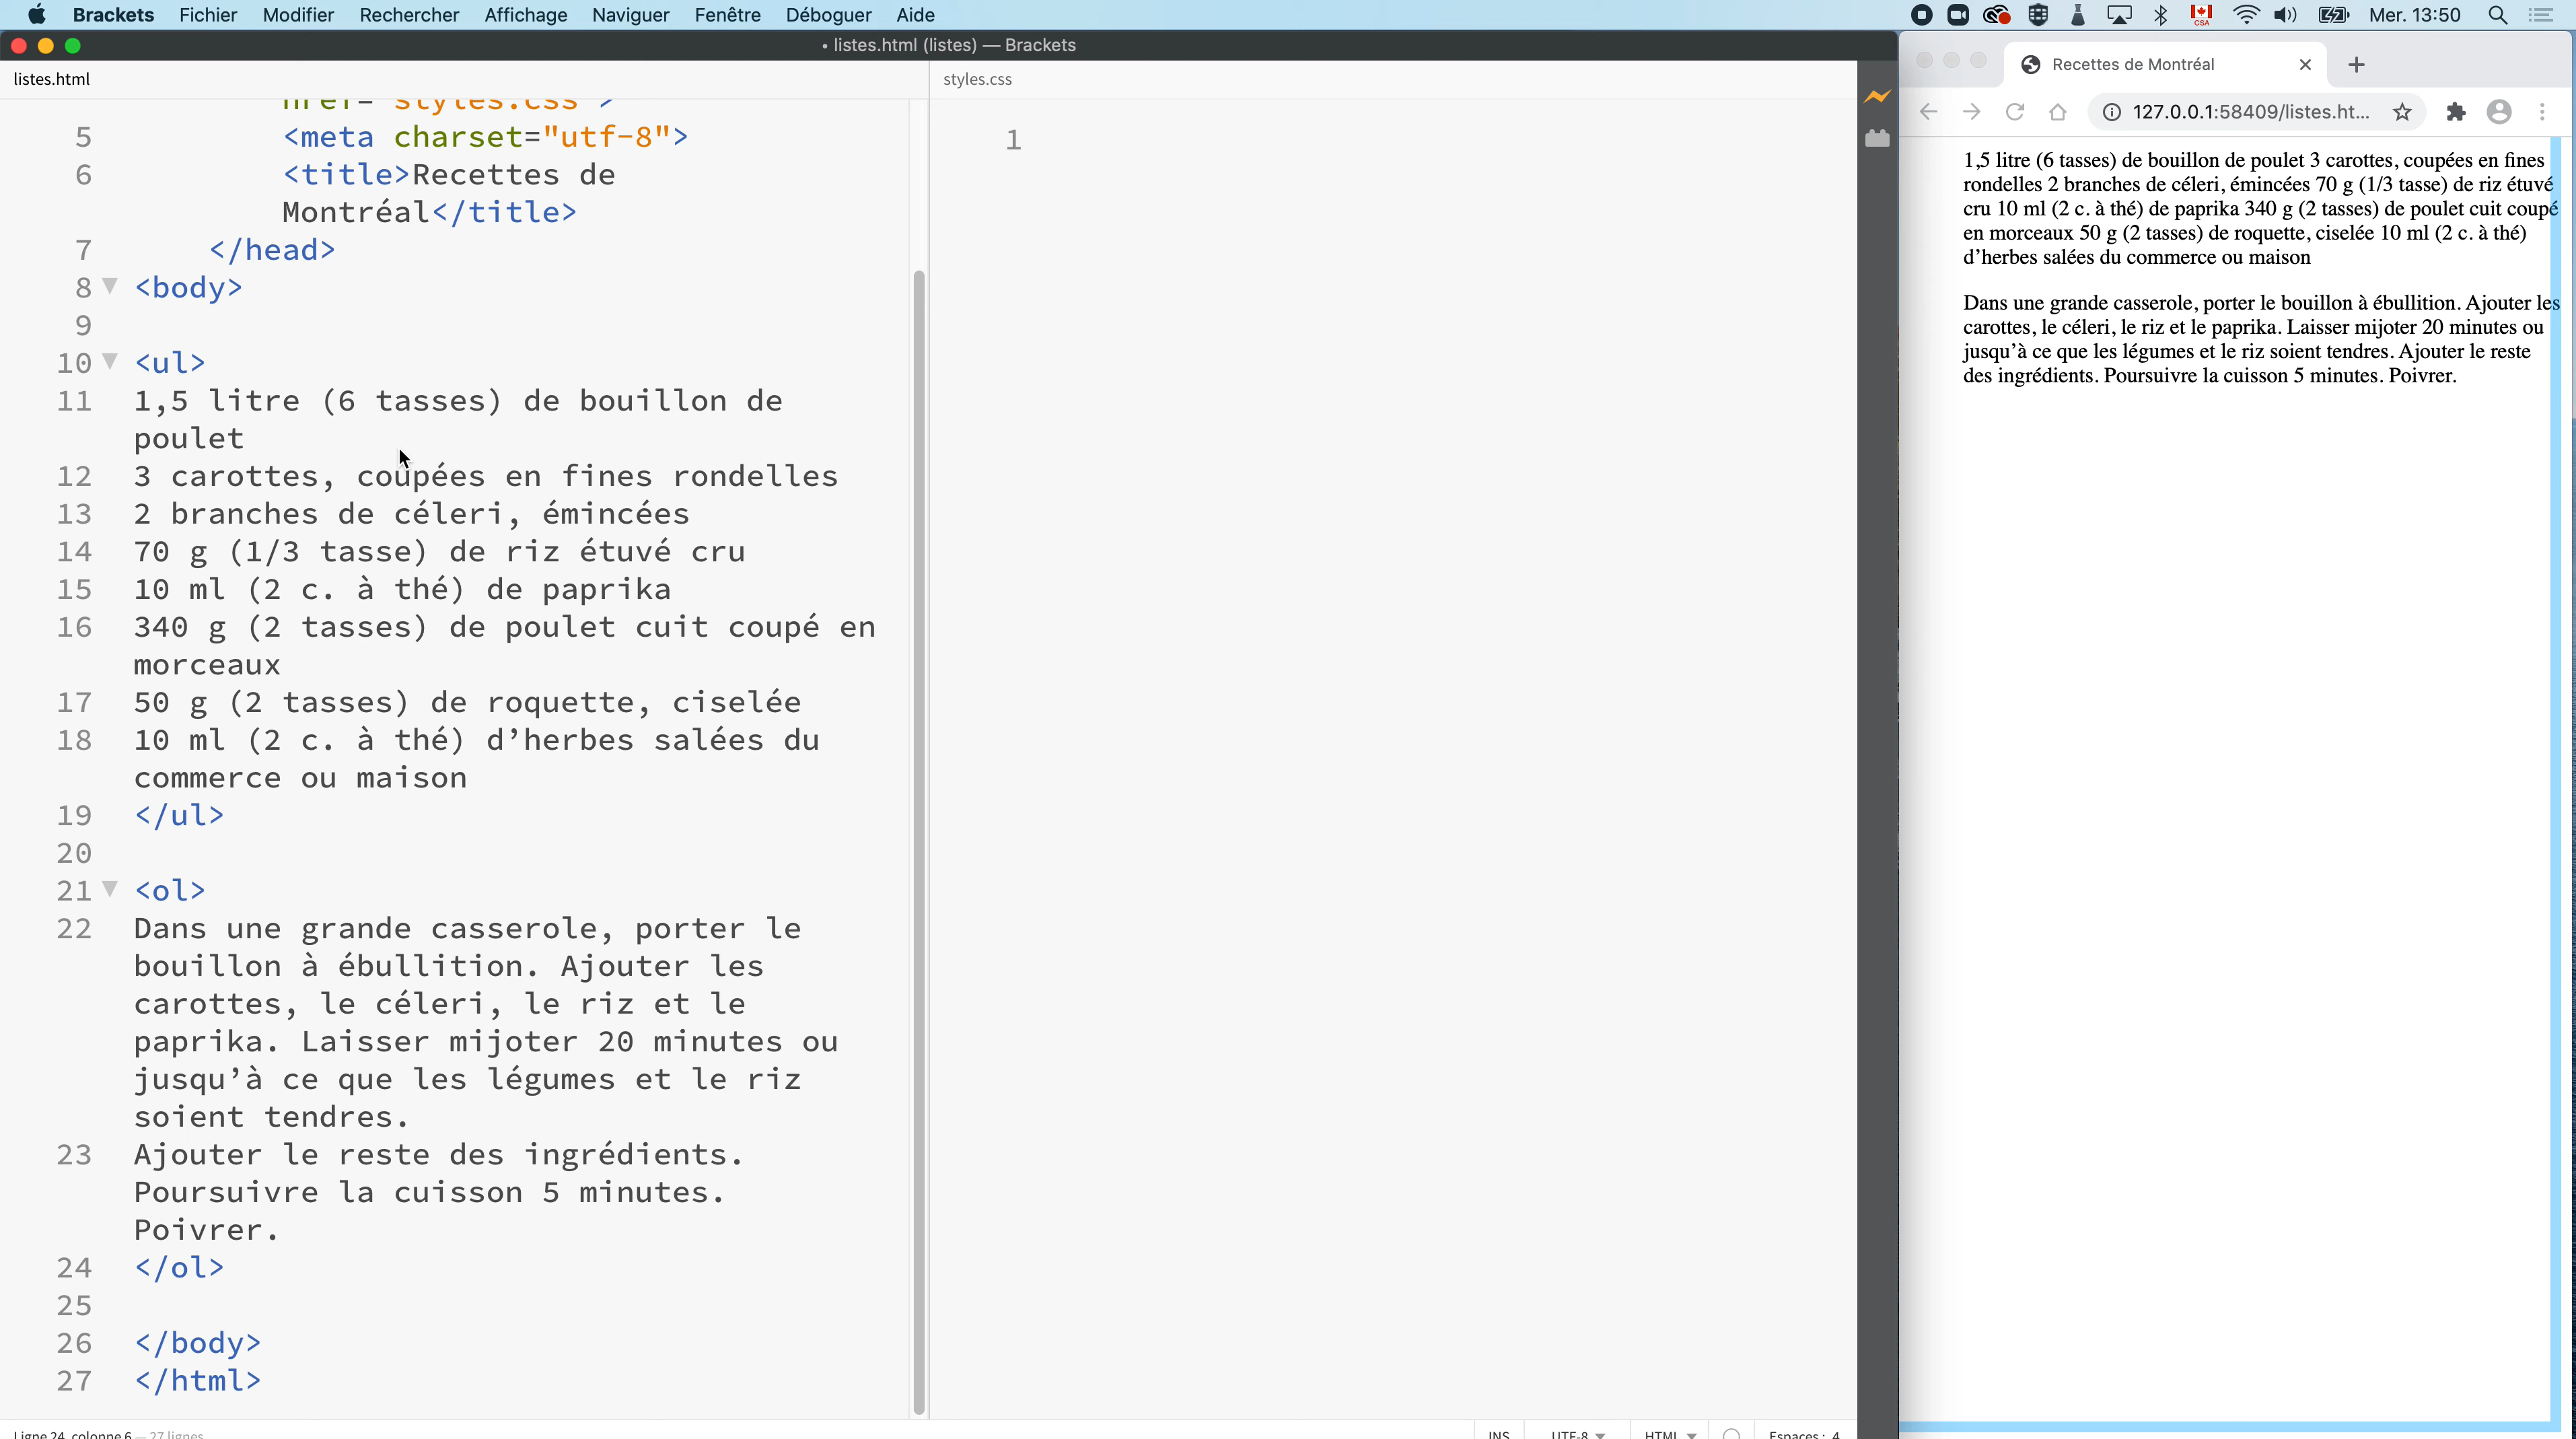 Brackets Fichier Modifier Rechercher Affichage Naviguer Fenêtre Déboguer Aide
CSA
Mer. 13:50
• listes.html (listes) — Brackets
listes.html
href="styles.css">
5 <meta charset="utf-8">
6 <title>Recettes de
Montréal</title>
7 </head>
8 <body>
9
10 <ul>
11 1,5 litre (6 tasses) de bouillon de
poulet
12 3 carottes, coupées en fines rondelles
13 2 branches de céleri, émincées
14 70 g (1/3 tasse) de riz étuvé cru
15 10 ml (2 c. à thé) de paprika
16 340 g (2 tasses) de poulet cuit coupé en
morceaux
17 50 g (2 tasses) de roquette, ciselée
18 10 ml (2 c. à thé) d’herbes salées du
commerce ou maison
19 </ul>
20
21 <ol>
22 Dans une grande casserole, porter le
bouillon à ébullition. Ajouter les
carottes, le céleri, le riz et le
paprika. Laisser mijoter 20 minutes ou
jusqu’à ce que les légumes et le riz
soient tendres.
23 Ajouter le reste des ingrédients.
Poursuivre la cuisson 5 minutes.
Poivrer.
24 </ol>
25
26 </body>
27 </html>
styles.css
1
Ligne 24, colonne 6 — 27 lignes
INS UTF-8 HTML Espaces : 4
Recettes de Montréal
127.0.0.1:58409/listes.ht...
1,5 litre (6 tasses) de bouillon de poulet 3 carottes, coupées en fines
rondelles 2 branches de céleri, émincées 70 g (1/3 tasse) de riz étuvé
cru 10 ml (2 c. à thé) de paprika 340 g (2 tasses) de poulet cuit coupé
en morceaux 50 g (2 tasses) de roquette, ciselée 10 ml (2 c. à thé)
d’herbes salées du commerce ou maison
Dans une grande casserole, porter le bouillon à ébullition. Ajouter les
carottes, le céleri, le riz et le paprika. Laisser mijoter 20 minutes ou
jusqu’à ce que les légumes et le riz soient tendres. Ajouter le reste
des ingrédients. Poursuivre la cuisson 5 minutes. Poivrer.